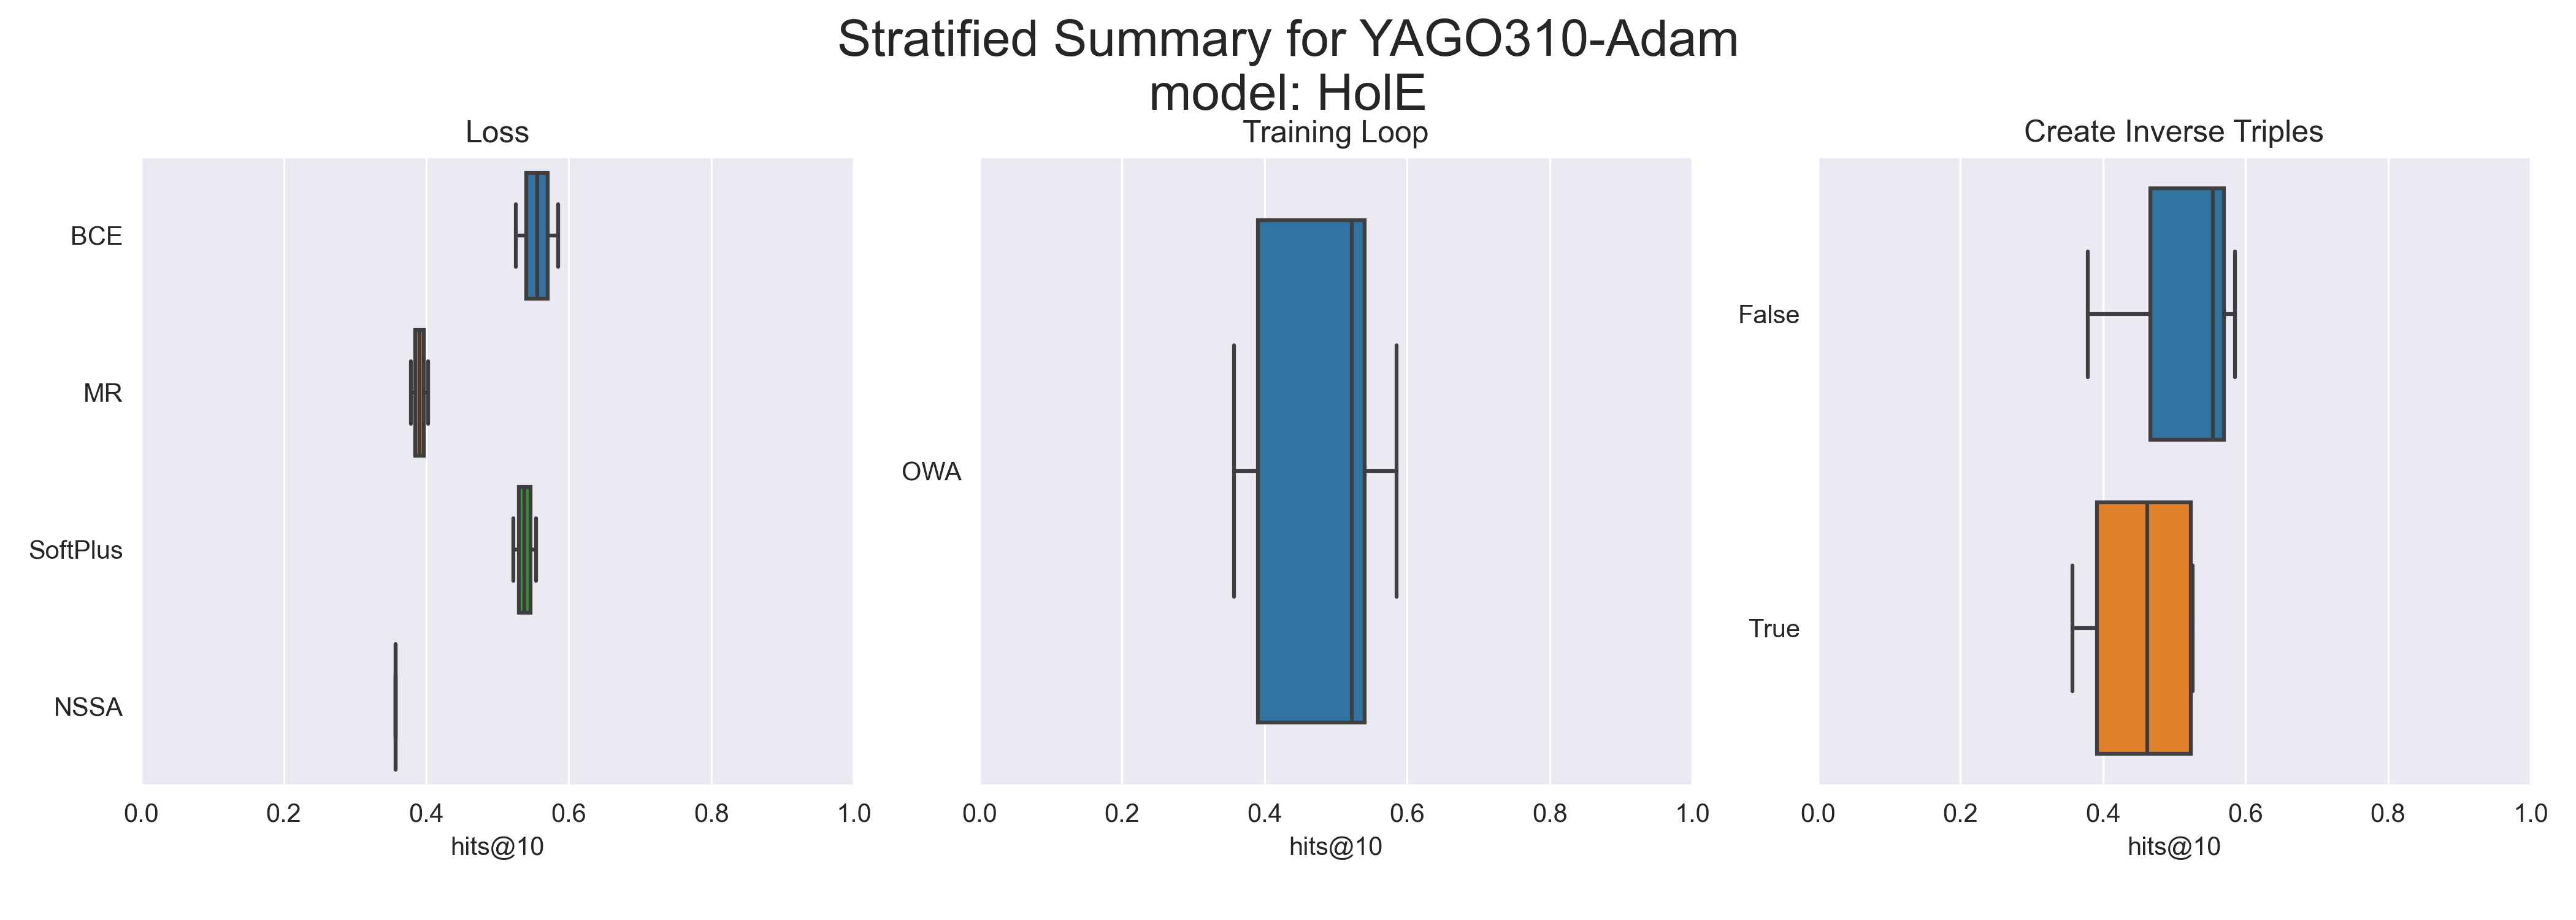 Stratified Summary for YAGO310-Adam
model: HolE
Loss
BCE
MR
SoftPlus
NSSA
0.0 0.2 0.4 0.6 0.8 1.0
hits@10
Training Loop
OWA
0.0 0.2 0.4 0.6 0.8 1.0
hits@10
Create Inverse Triples
False
True
0.0 0.2 0.4 0.6 0.8 1.0
hits@10